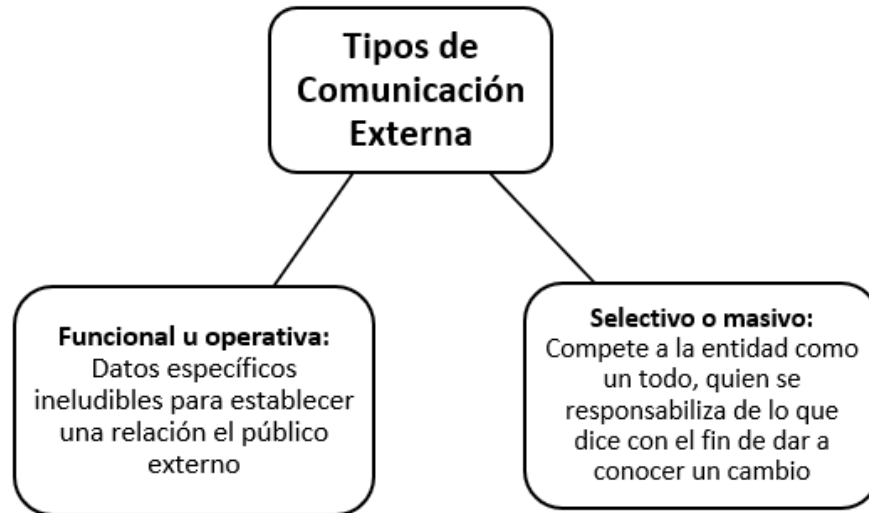 Tipos de
Comunicación
Externa
Funcional u operativa:
Datos específicos
ineludibles para establecer
una relación el público
externo
Selectivo o masivo:
Compete a la entidad como
un todo, quien se
responsabiliza de lo que
dice con el fin de dar a
conocer un cambio